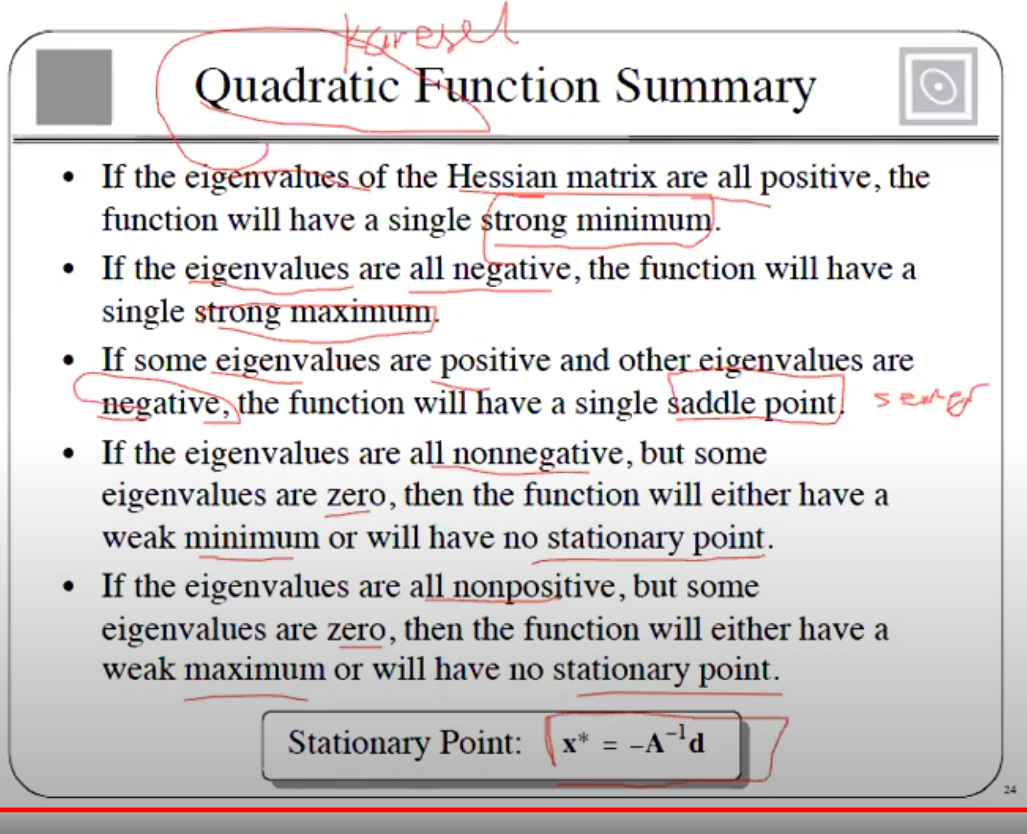 karesel
Quadratic Function Summary
• If the eigenvalues of the Hessian matrix are all positive, the
function will have a single strong minimum.
• If the eigenvalues are all negative, the function will have a
single strong maximum.
• If some eigenvalues are positive and other eigenvalues are
negative, the function will have a single saddle point.
• If the eigenvalues are all nonnegative, but some
eigenvalues are zero, then the function will either have a
weak minimum or will have no stationary point.
• If the eigenvalues are all nonpositive, but some
eigenvalues are zero, then the function will either have a
weak maximum or will have no stationary point.
Stationary Point: x* = –A⁻¹d
24